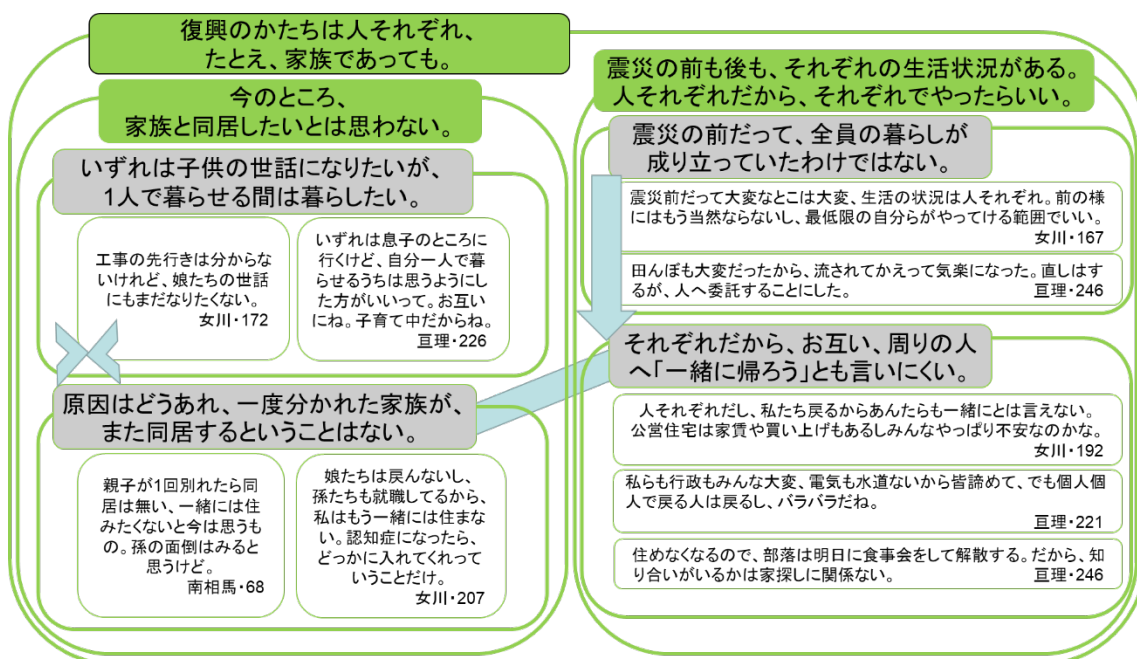 復興のかたちは人それぞれ、
たとえ、家族であっても。
今のところ、
家族と同居したいとは思わない。
いずれは子供の世話になりたいが、
1人で暮らせる間は暮らしたい。
工事の先行きは分からな
いけれど、娘たちの世話
にもまだなりたくない。
女川・172
いずれは息子のところに
行くけど、自分一人で暮
らせるうちは思うようにし
た方がいいって。お互い
にね。子育て中だからね。
亘理・226
原因はどうあれ、一度分かれた家族が、
また同居するということはない。
親子が1回別れたら同
居は無い、一緒には住
みたくないと今は思うも
の。孫の面倒はみると
思うけど。
南相馬・68
娘たちは戻んないし、
孫たちも就職してるから、
私はもう一緒には住まな
い。認知症になったら、
どっかに入れてくれってい
うことだけ。
女川・207
震災の前も後も、それぞれの生活状況がある。
人それぞれだから、それぞれでやったらいい。
震災の前だって、全員の暮らしが
成り立っていたわけではない。
震災前だって大変なとこは大変、生活の状況は人それぞれ。前の様
にはもう当然ならないし、最低限の自分らがやってける範囲でいい。
女川・167
田んぼも大変だったから、流されてかえって気楽になった。直しはす
るが、人へ委託することにした。 亘理・246
それぞれだから、お互い、周りの人
へ「一緒に帰ろう」とも言いにくい。
人それぞれだし、私たち戻るからあんたらも一緒にとは言えない。
公営住宅は家賃や買い上げもあるしみんなやっぱり不安なのかな。
女川・192
私らも行政もみんな大変、電気も水道ないから皆諦めて、でも個人個
人で戻る人は戻るし、バラバラだね。
亘理・221
住めなくなるので、部落は明日に食事会をして解散する。だから、知
り合いがいるかは家探しに関係ない。 亘理・246